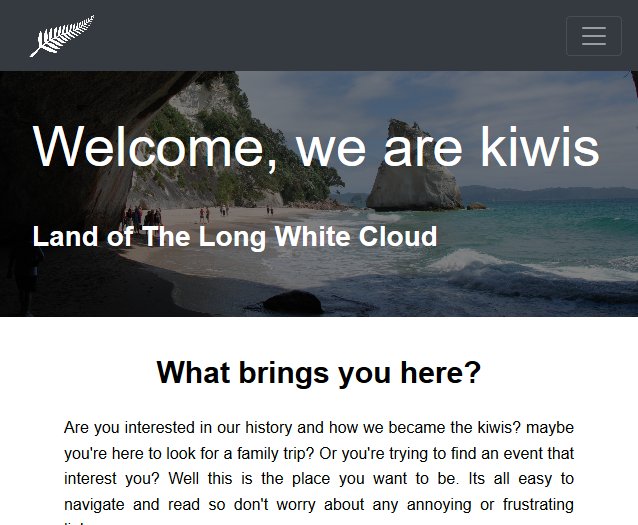 Welcome, we are kiwis
Land of The Long White Cloud
What brings you here?
Are you interested in our history and how we became the kiwis? maybe
you're here to look for a family trip? Or you're trying to find an event that
interest you? Well this is the place you want to be. Its all easy to
navigate and read so don't worry about any annoying or frustrating